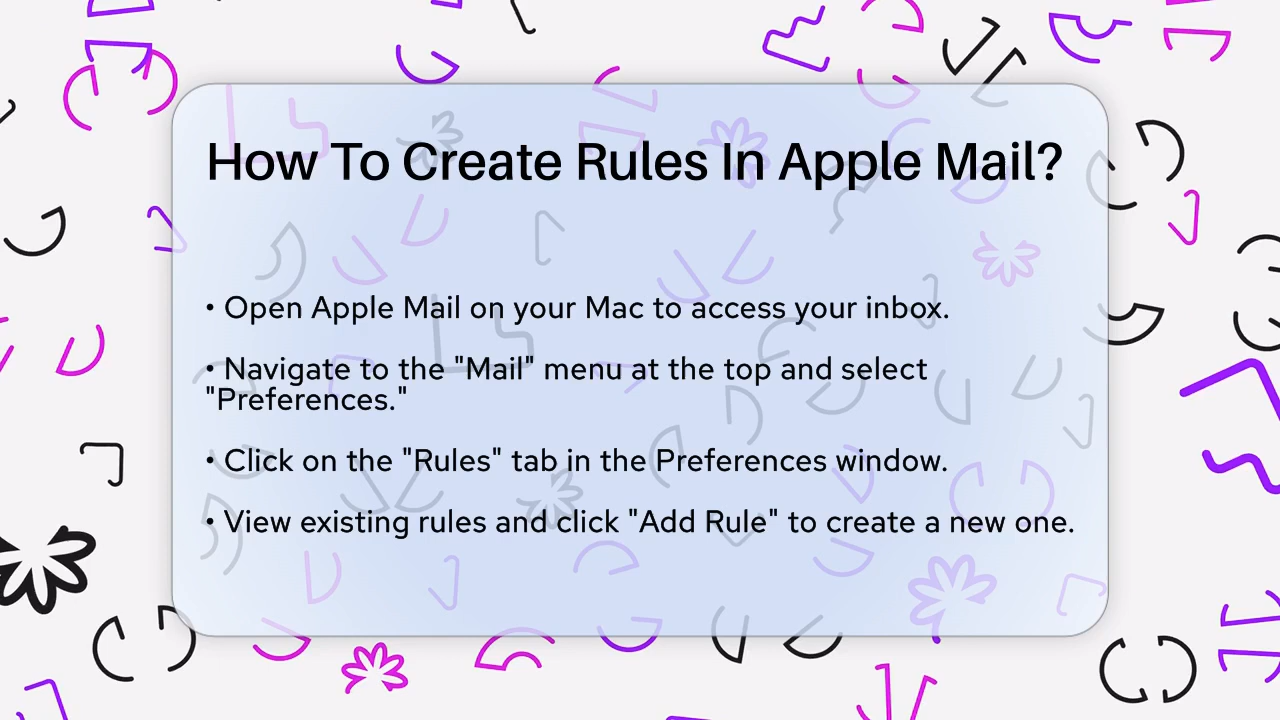 How To Create Rules In Apple Mail?
• Open Apple Mail on your Mac to access your inbox.
• Navigate to the "Mail" menu at the top and select
"Preferences."
• Click on the "Rules" tab in the Preferences window.
• View existing rules and click "Add Rule" to create a new one.